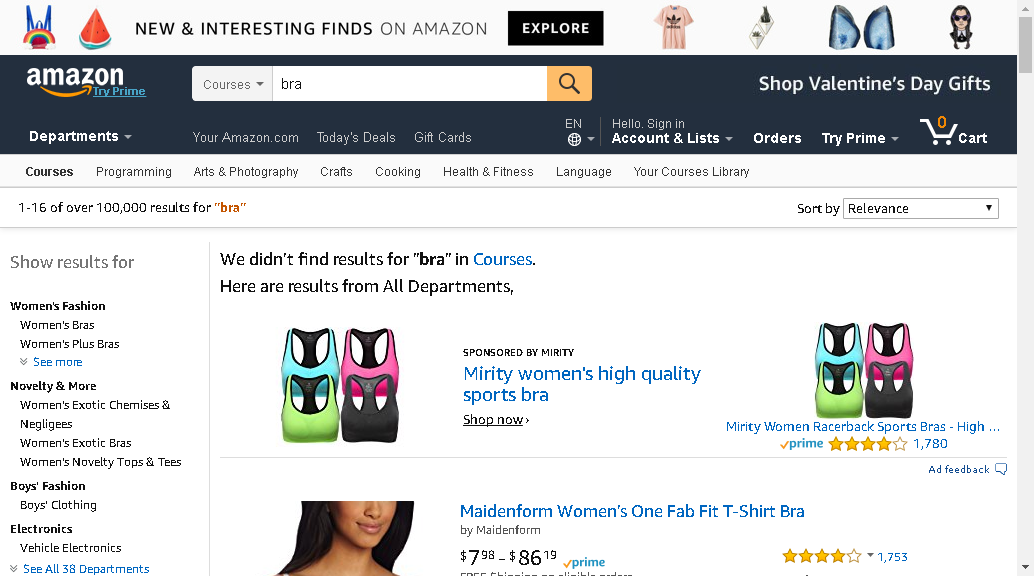 NEW & INTERESTING FINDS ON AMAZON EXPLORE
amazon
Try Prime
Courses
bra
Shop Valentine's Day Gifts
Departments
Your Amazon.com Today's Deals Gift Cards
EN
Hello. Sign in
Account & Lists
Orders
Try Prime
0
Cart
Courses Programming Arts & Photography Crafts Cooking Health & Fitness Language Your Courses Library
1-16 of over 100,000 results for "bra"
Sort by Relevance
Show results for
Women's Fashion
Women's Bras
Women's Plus Bras
See more
Novelty & More
Women's Exotic Chemises &
Negligees
Women's Exotic Bras
Women's Novelty Tops & Tees
Boys' Fashion
Boys' Clothing
Electronics
Vehicle Electronics
See All 38 Departments
We didn't find results for "bra" in Courses.
Here are results from All Departments,
SPONSORED BY MIRITY
Mirity women's high quality
sports bra
Shop now ›
Mirity Women Racerback Sports Bras - High ...
prime 1,780
Ad feedback
Maidenform Women's One Fab Fit T-Shirt Bra
by Maidenform
$7.98 - $86.19 prime
1,753
FREE Shipping on eligible orders